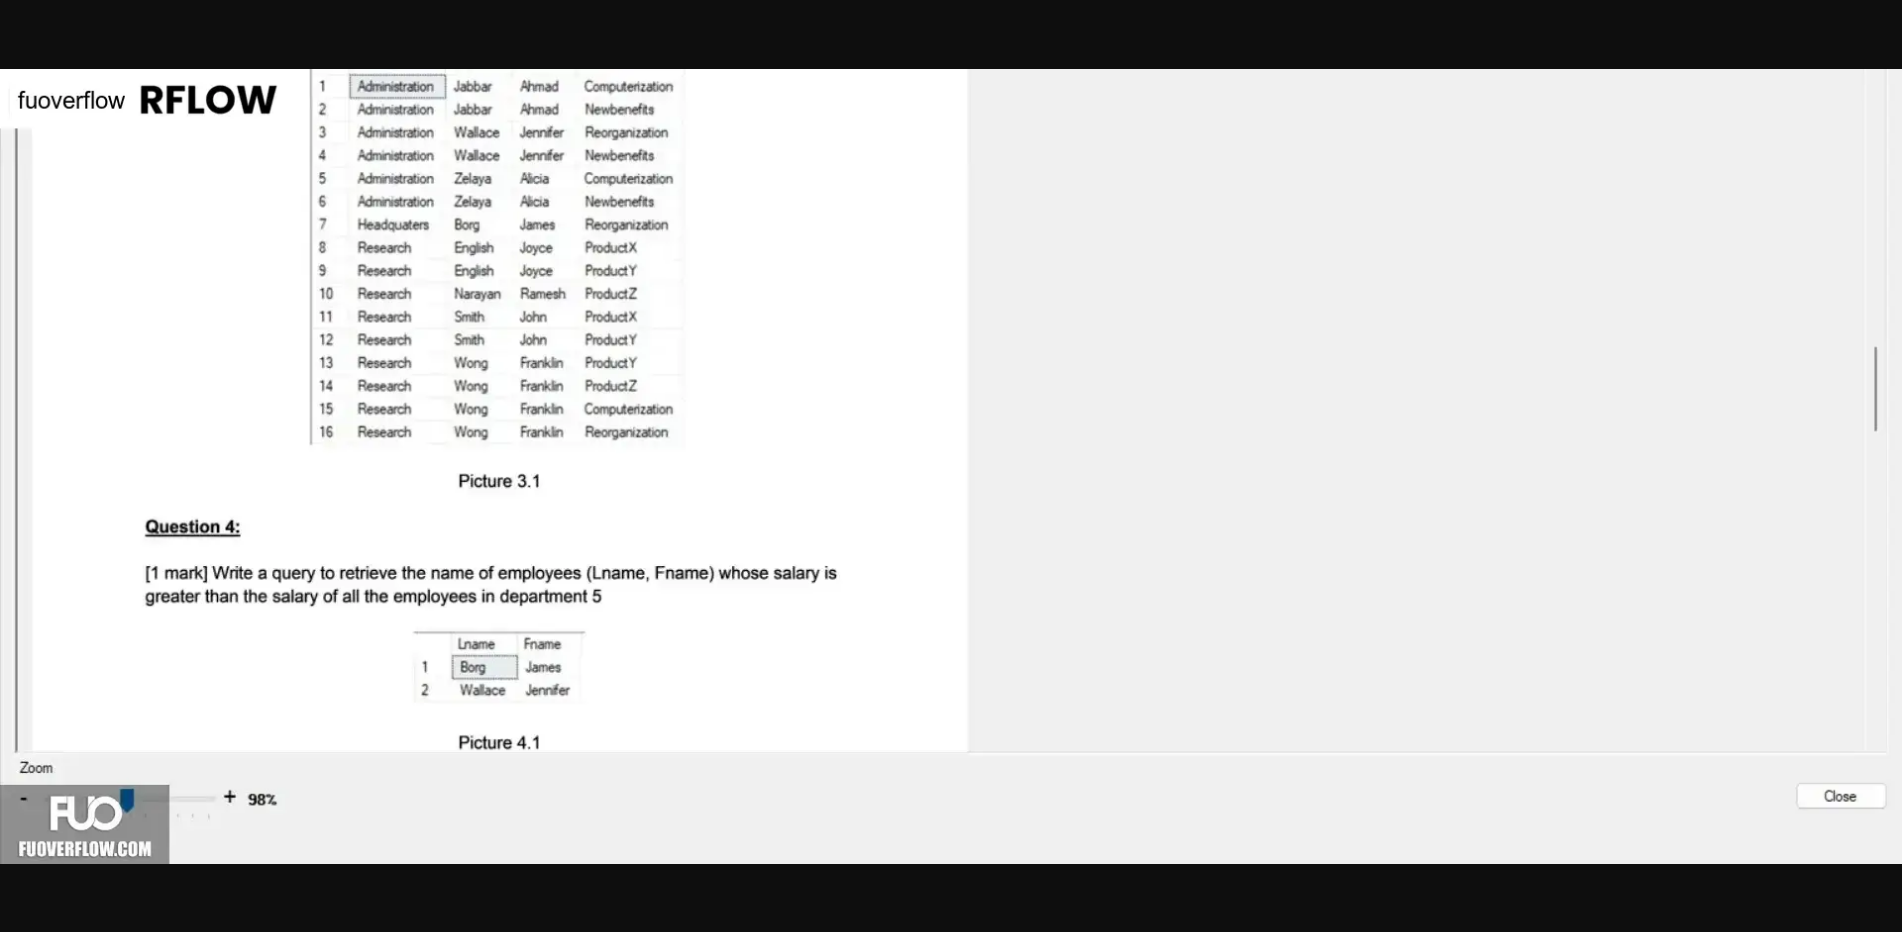 fuoverflow RFLOW
1 Administration Jabbar Ahmad Computerization
2 Administration Jabbar Ahmad Newbenefits
3 Administration Wallace Jennifer Reorganization
4 Administration Wallace Jennifer Newbenefits
5 Administration Zelaya Alicia Computerization
6 Administration Zelaya Alicia Newbenefits
7 Headquaters Borg James Reorganization
8 Research English Joyce ProductX
9 Research English Joyce ProductY
10 Research Narayan Ramesh ProductZ
11 Research Smith John ProductX
12 Research Smith John ProductY
13 Research Wong Franklin ProductY
14 Research Wong Franklin ProductZ
15 Research Wong Franklin Computerization
16 Research Wong Franklin Reorganization
Picture 3.1
Question 4:
[1 mark] Write a query to retrieve the name of employees (Lname, Fname) whose salary is
greater than the salary of all the employees in department 5
Lname Fname
1 Borg James
2 Wallace Jennifer
Picture 4.1
Zoom
- + 98%
Close
FUO
FUOVERFLOW.COM